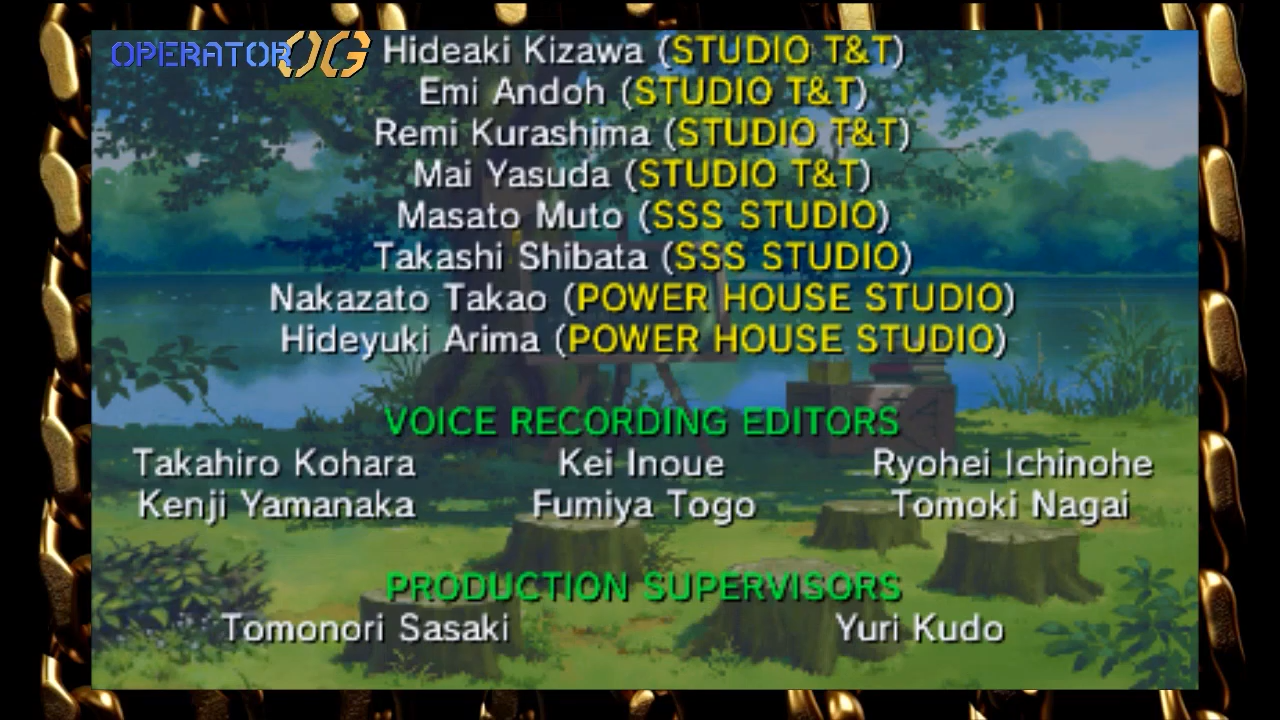 OPERATOR OG
Hideaki Kizawa (STUDIO T&T)
Emi Andoh (STUDIO T&T)
Remi Kurashima (STUDIO T&T)
Mai Yasuda (STUDIO T&T)
Masato Muto (SSS STUDIO)
Takashi Shibata (SSS STUDIO)
Nakazato Takao (POWER HOUSE STUDIO)
Hideyuki Arima (POWER HOUSE STUDIO)
VOICE RECORDING EDITORS
Takahiro Kohara Kei Inoue Ryohei Ichinohe
Kenji Yamanaka Fumiya Togo Tomoki Nagai
PRODUCTION SUPERVISORS
Tomonori Sasaki Yuri Kudo